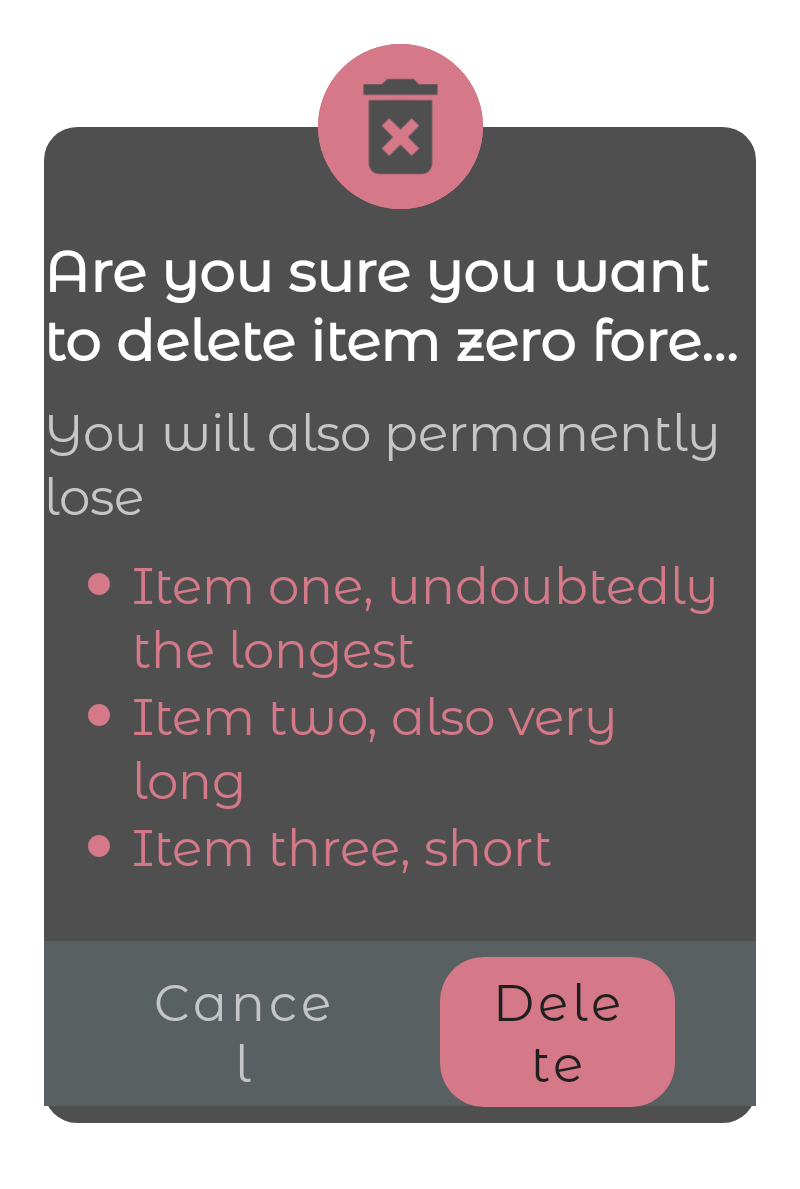 Are you sure you want
to delete item zero fore...
You will also permanently
lose
Item one, undoubtedly
the longest
Item two, also very
long
Item three, short
Cance
l
Dele
te